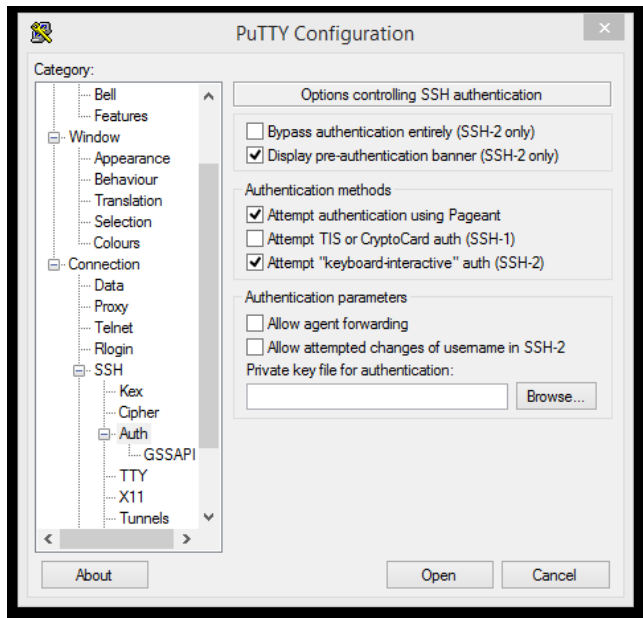 PuTTY Configuration
Category:
Bell
Features
Window
Appearance
Behaviour
Translation
Selection
Colours
Connection
Data
Proxy
Telnet
Rlogin
SSH
Kex
Cipher
Auth
GSSAPI
TTY
X11
Tunnels
Options controlling SSH authentication
Bypass authentication entirely (SSH-2 only)
Display pre-authentication banner (SSH-2 only)
Authentication methods
Attempt authentication using Pageant
Attempt TIS or CryptoCard auth (SSH-1)
Attempt "keyboard-interactive" auth (SSH-2)
Authentication parameters
Allow agent forwarding
Allow attempted changes of username in SSH-2
Private key file for authentication:
Browse...
About
Open
Cancel